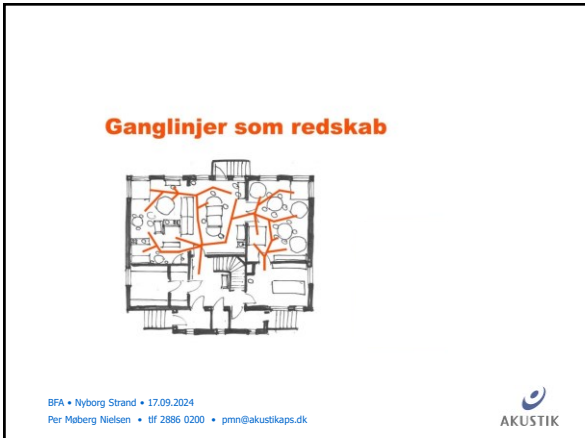 Ganglinjer som redskab
BFA • Nyborg Strand • 17.09.2024
Per Møberg Nielsen • tlf 2886 0200 • pmn@akustikaps.dk
AKUSTIK